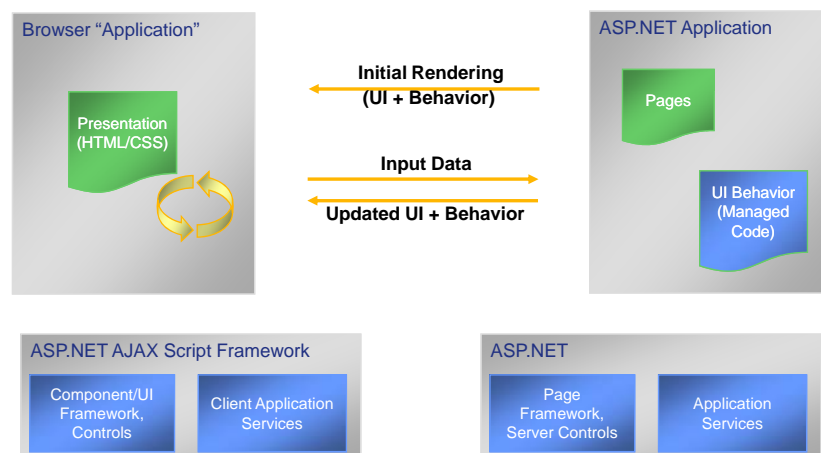 Browser “Application”
Presentation
(HTML/CSS)
Initial Rendering
(UI + Behavior)
Input Data
Updated UI + Behavior
ASP.NET Application
Pages
UI Behavior
(Managed
Code)
ASP.NET AJAX Script Framework
Component/UI
Framework,
Controls
Client Application
Services
ASP.NET
Page
Framework,
Server Controls
Application
Services